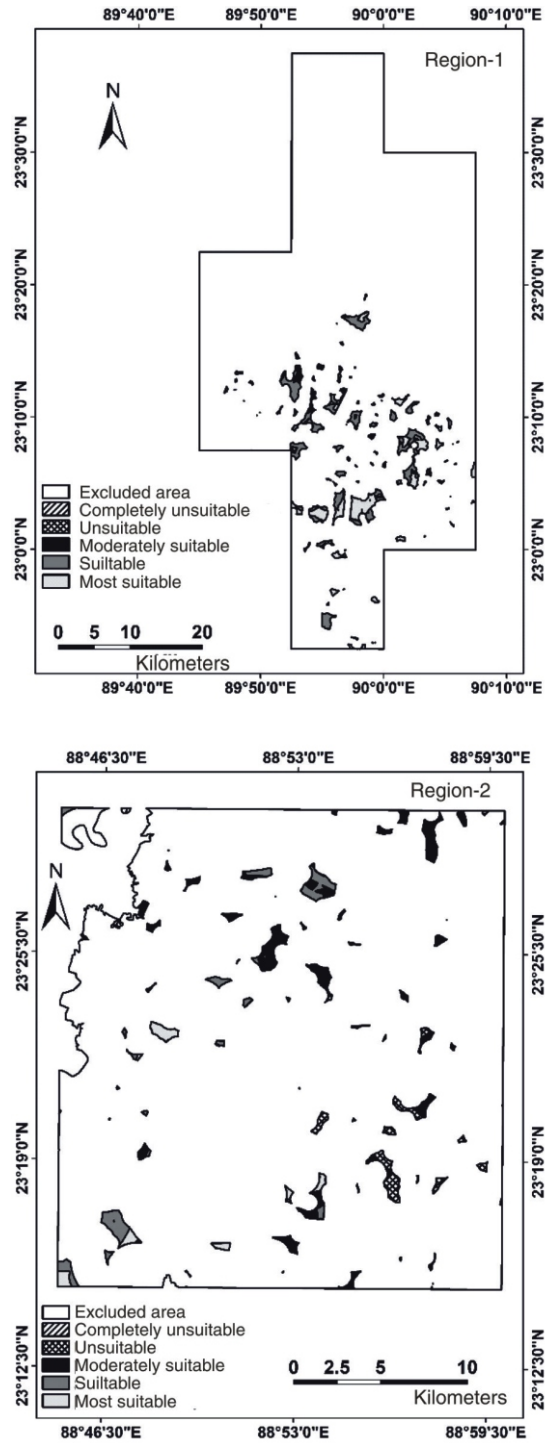 89°40'0"E 89°50'0"E 90°0'0"E 90°10'0"E
Region-1
N
23°30'0"N 23°30'0"N
23°20'0"N 23°20'0"N
23°10'0"N 23°10'0"N
23°0'0"N 23°0'0"N
Excluded area
Completely unsuitable
Unsuitable
Moderately suitable
Suiltable
Most suitable
0 5 10 20
Kilometers
89°40'0"E 89°50'0"E 90°0'0"E 90°10'0"E
88°46'30"E 88°53'0"E 88°59'30"E
Region-2
N
23°25'30"N 23°25'30"N
23°19'0"N 23°19'0"N
23°12'30"N 23°12'30"N
Excluded area
Completely unsuitable
Unsuitable
Moderately suitable
Suiltable
Most suitable
0 2.5 5 10
Kilometers
88°46'30"E 88°53'0"E 88°59'30"E